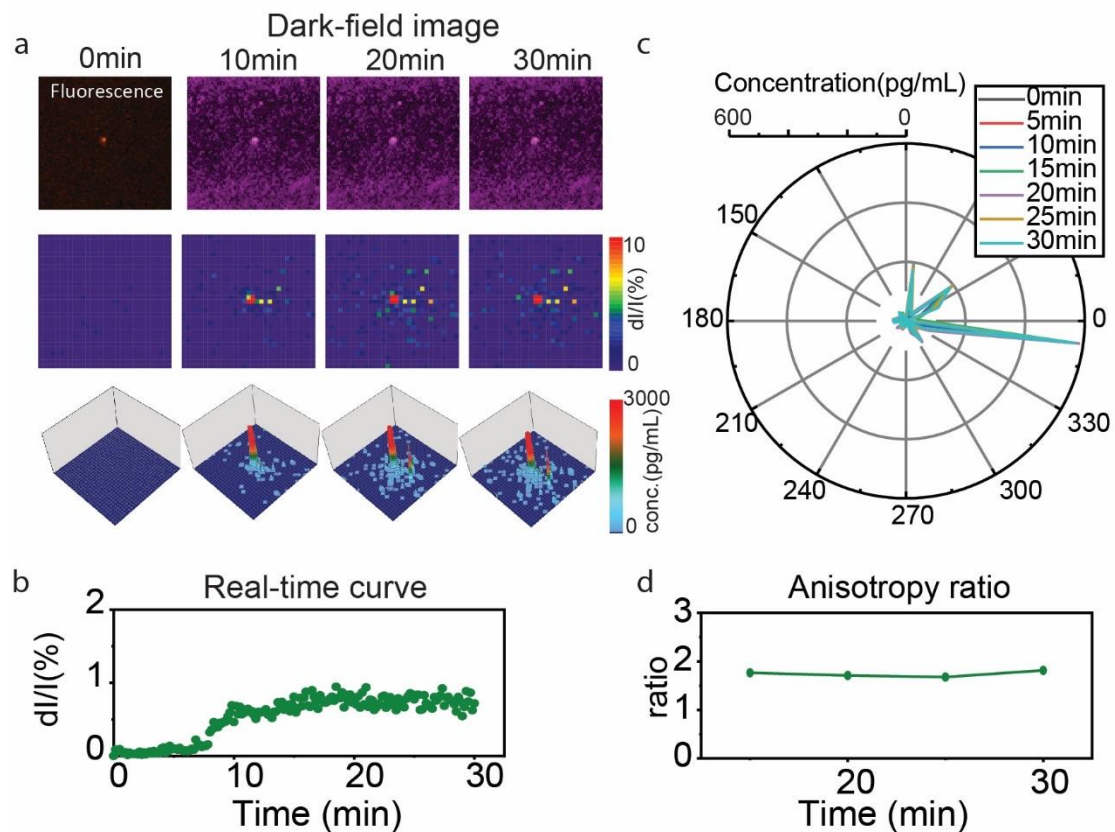 a
Dark-field image
0min
10min
20min
30min
Fluorescence
10
dI/I(%)
0
3000
conc.(pg/mL)
0
c
Concentration(pg/mL)
600
0
0min
5min
10min
15min
20min
25min
30min
150
180
0
210
330
240
300
270
b
Real-time curve
2
1
0
dI/I(%)
0
10
20
30
Time (min)
d
Anisotropy ratio
3
2
1
0
ratio
20
30
Time (min)